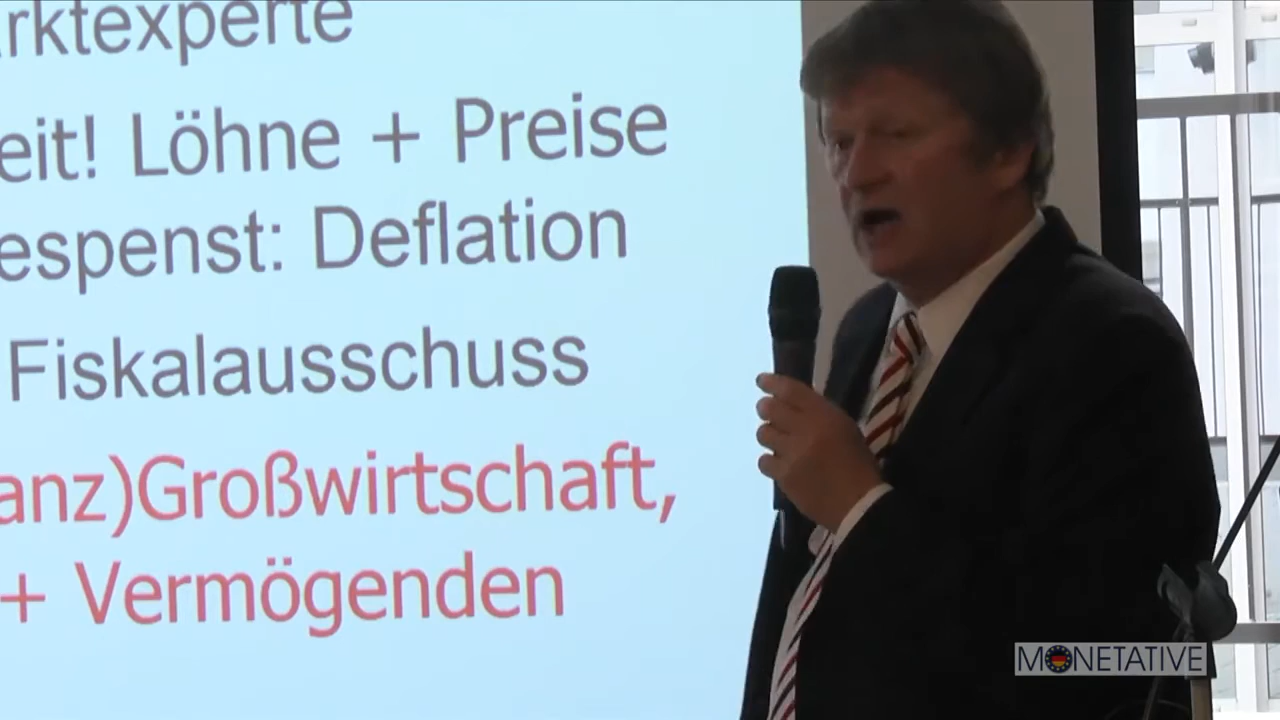 rktexperte
eit! Löhne + Preise
espenst: Deflation
Fiskalausschuss
anz)Großwirtschaft,
+ Vermögenden
MONETATIVE